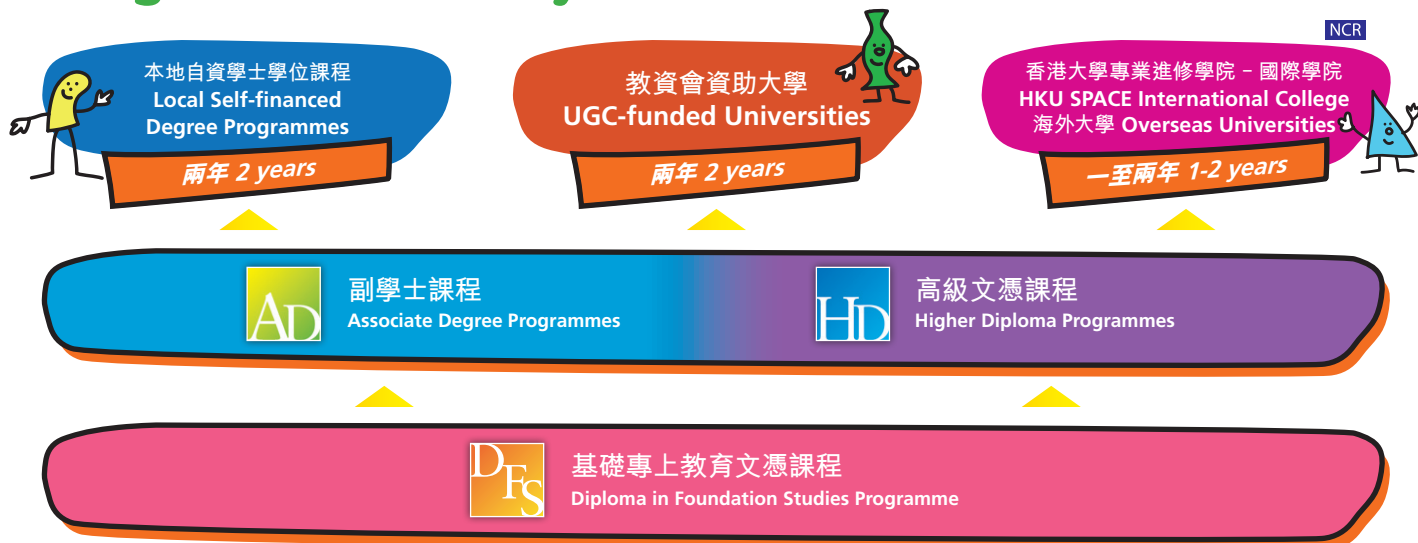 NCR
本地自資學士學位課程
Local Self-financed
Degree Programmes
兩年 2 years
教資會資助大學
UGC-funded Universities
兩年 2 years
香港大學專業進修學院 – 國際學院
HKU SPACE International College
海外大學 Overseas Universities
一至兩年 1-2 years
AD
副學士課程
Associate Degree Programmes
HD
高級文憑課程
Higher Diploma Programmes
DFS
基礎專上教育文憑課程
Diploma in Foundation Studies Programme